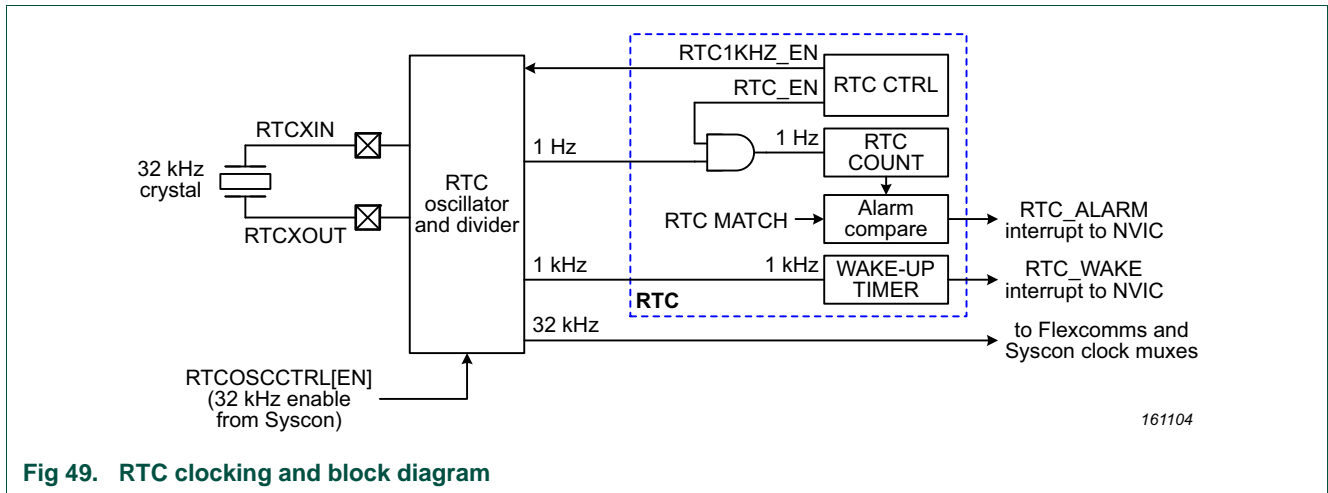 RTC1KHZ_EN
RTC CTRL
RTC_EN
RTCXIN
1 Hz
1 Hz
RTC
COUNT
32 kHz
crystal
RTC
oscillator
and divider
RTCXOUT
RTC MATCH
Alarm
compare
RTC_ALARM
interrupt to NVIC
1 kHz
1 kHz
WAKE-UP
TIMER
RTC_WAKE
interrupt to NVIC
RTC
32 kHz
to Flexcomms and
Syscon clock muxes
RTCOSCCTRL[EN]
(32 kHz enable
from Syscon)
161104
Fig 49. RTC clocking and block diagram